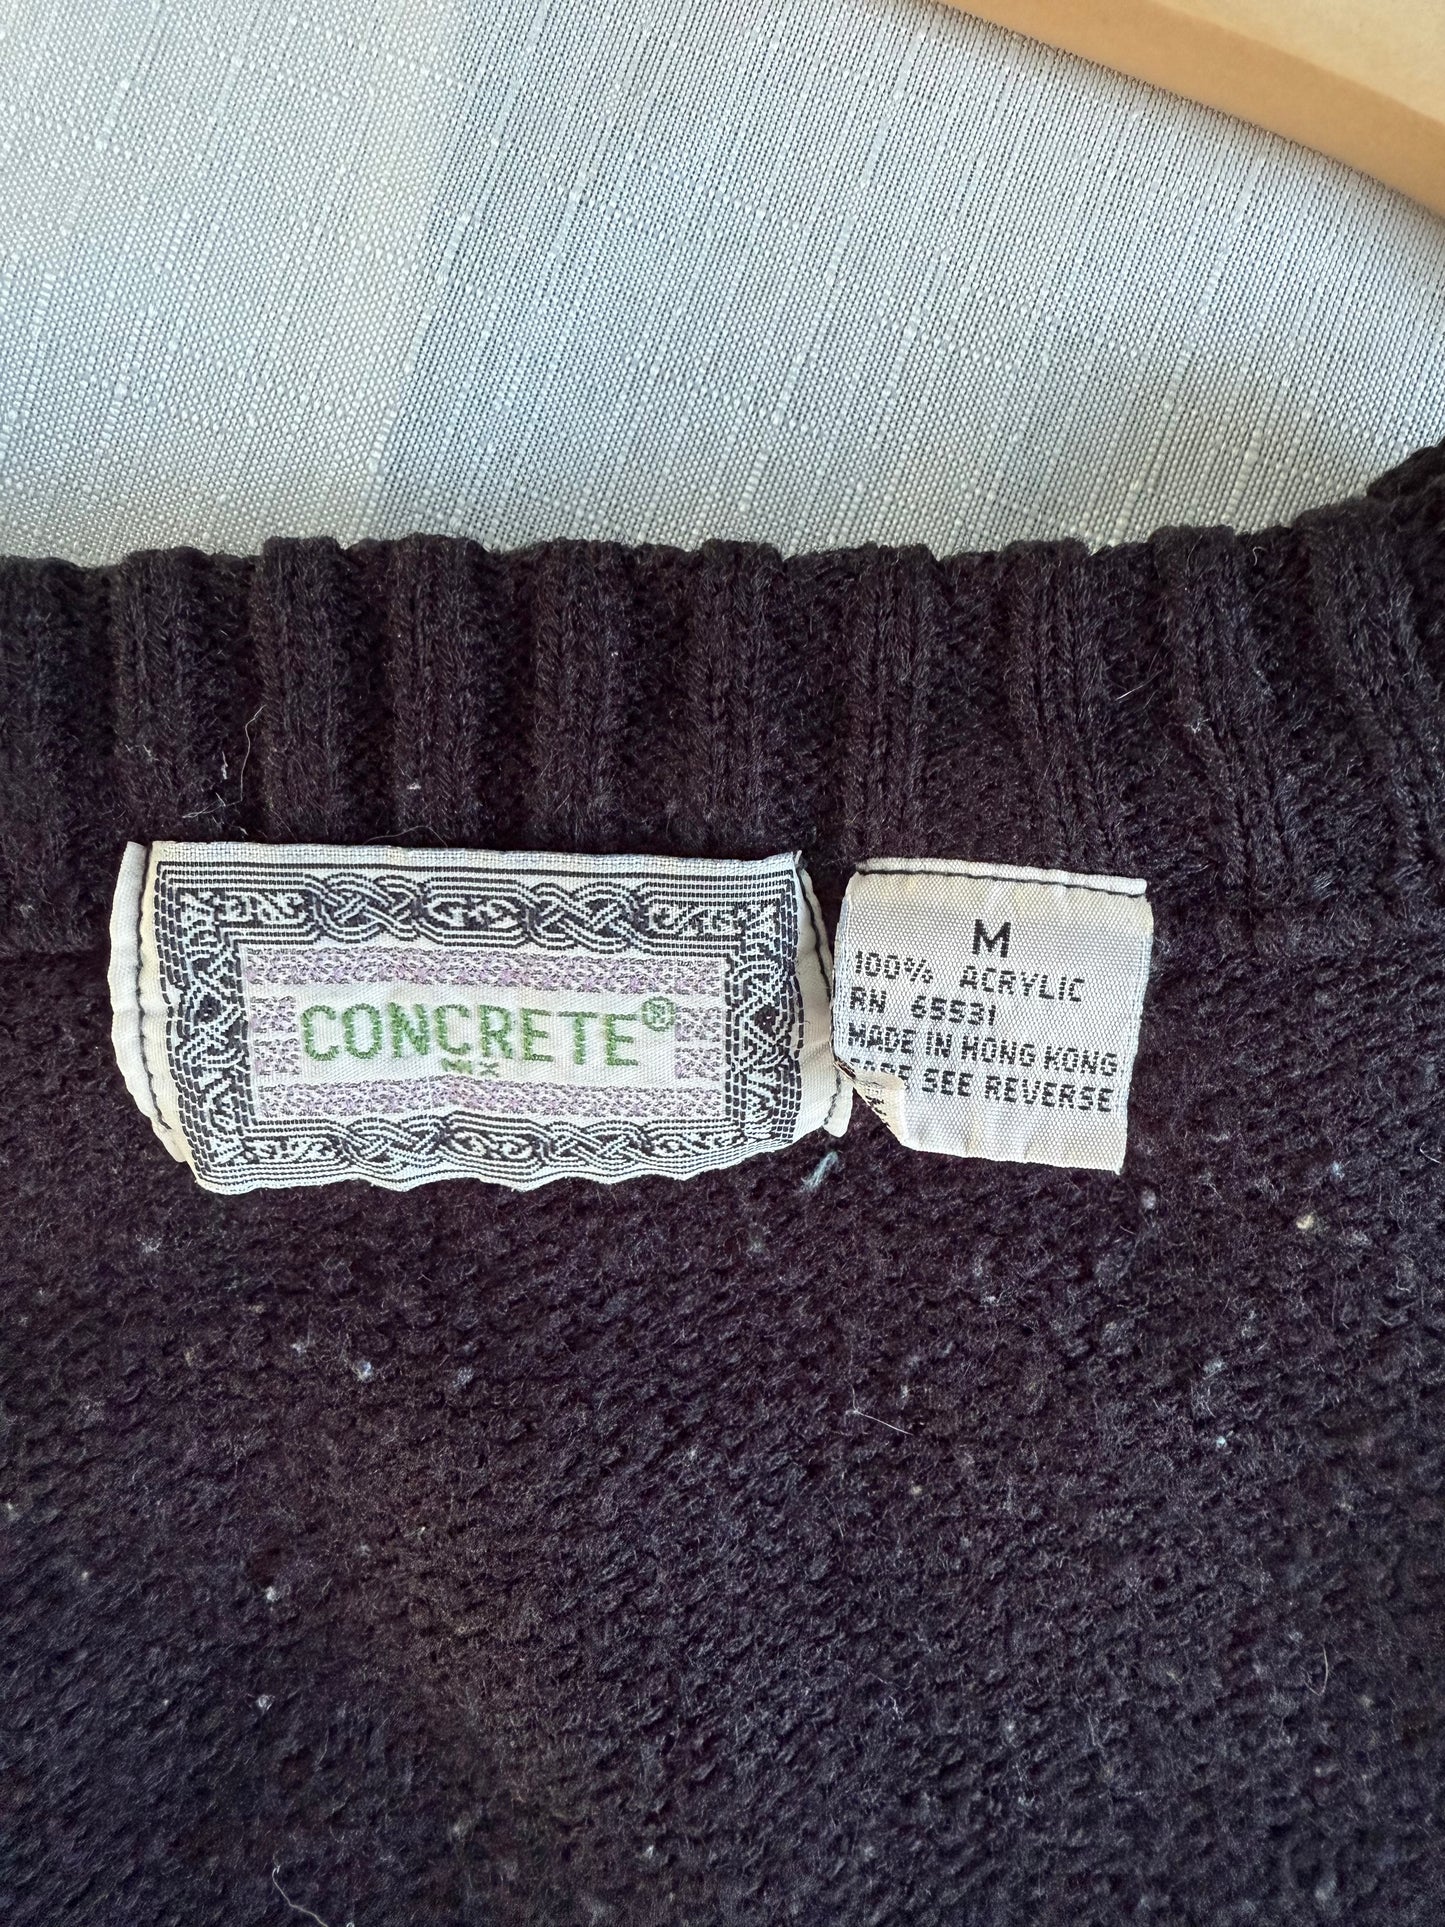 CONCRETE®
M
100% ACRYLIC
RN 65531
MADE IN HONG KONG
SEE REVERSE